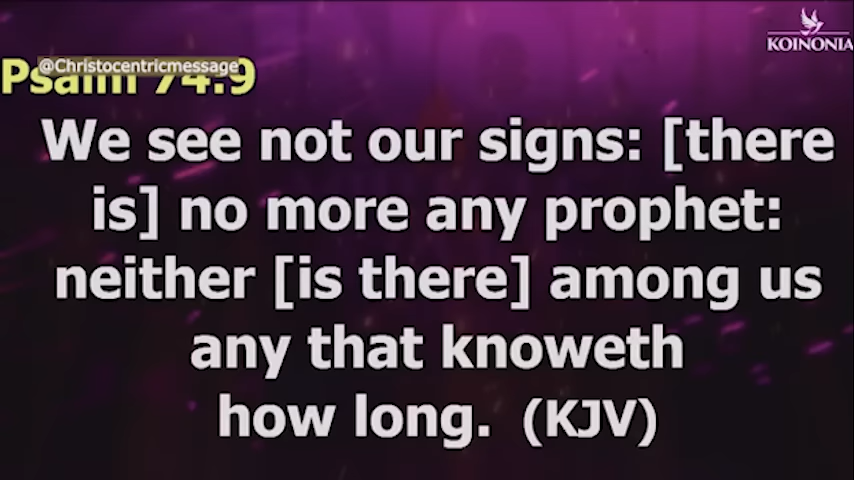 KOINONIA
@Christocentricmessage
Psalm 74:9
We see not our signs: [there
is] no more any prophet:
neither [is there] among us
any that knoweth
how long. (KJV)